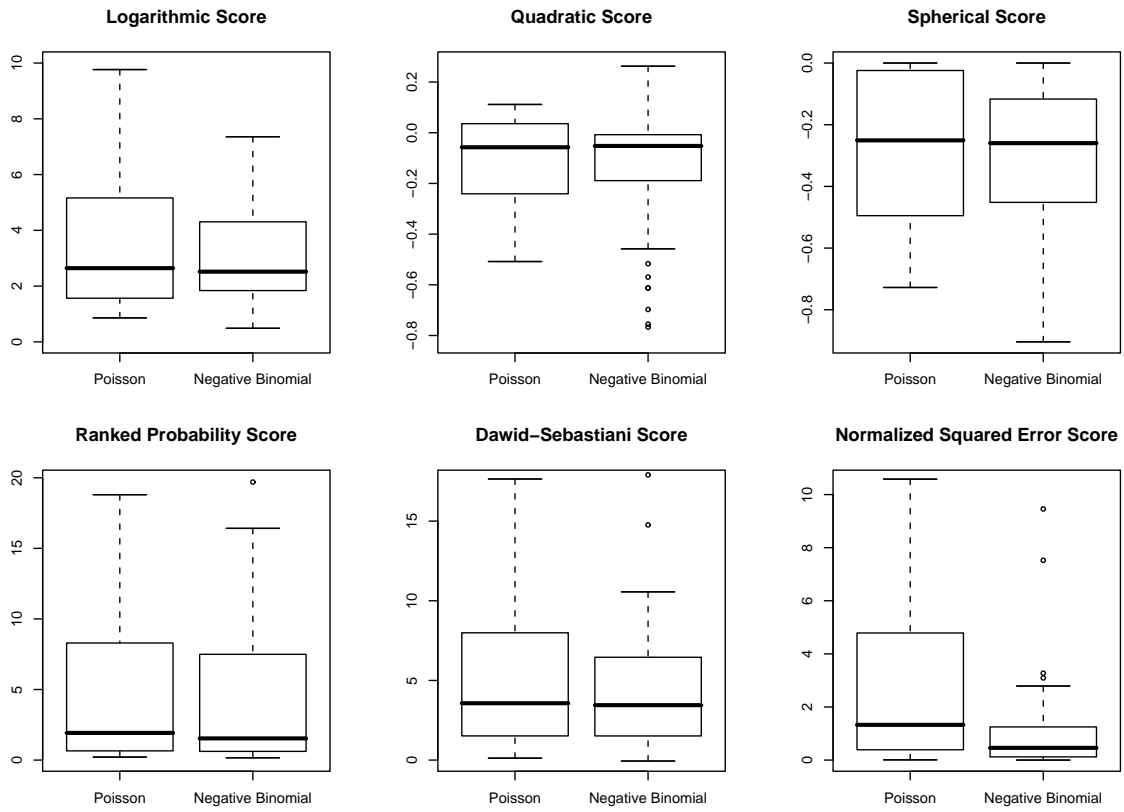 Logarithmic Score
0
2
4
6
8
10
Poisson
Negative Binomial
Quadratic Score
−0.8
−0.6
−0.4
−0.2
0.0
0.2
Poisson
Negative Binomial
Spherical Score
−0.8
−0.6
−0.4
−0.2
0.0
Poisson
Negative Binomial
Ranked Probability Score
0
5
10
15
20
Poisson
Negative Binomial
Dawid−Sebastiani Score
0
5
10
15
Poisson
Negative Binomial
Normalized Squared Error Score
0
2
4
6
8
10
Poisson
Negative Binomial